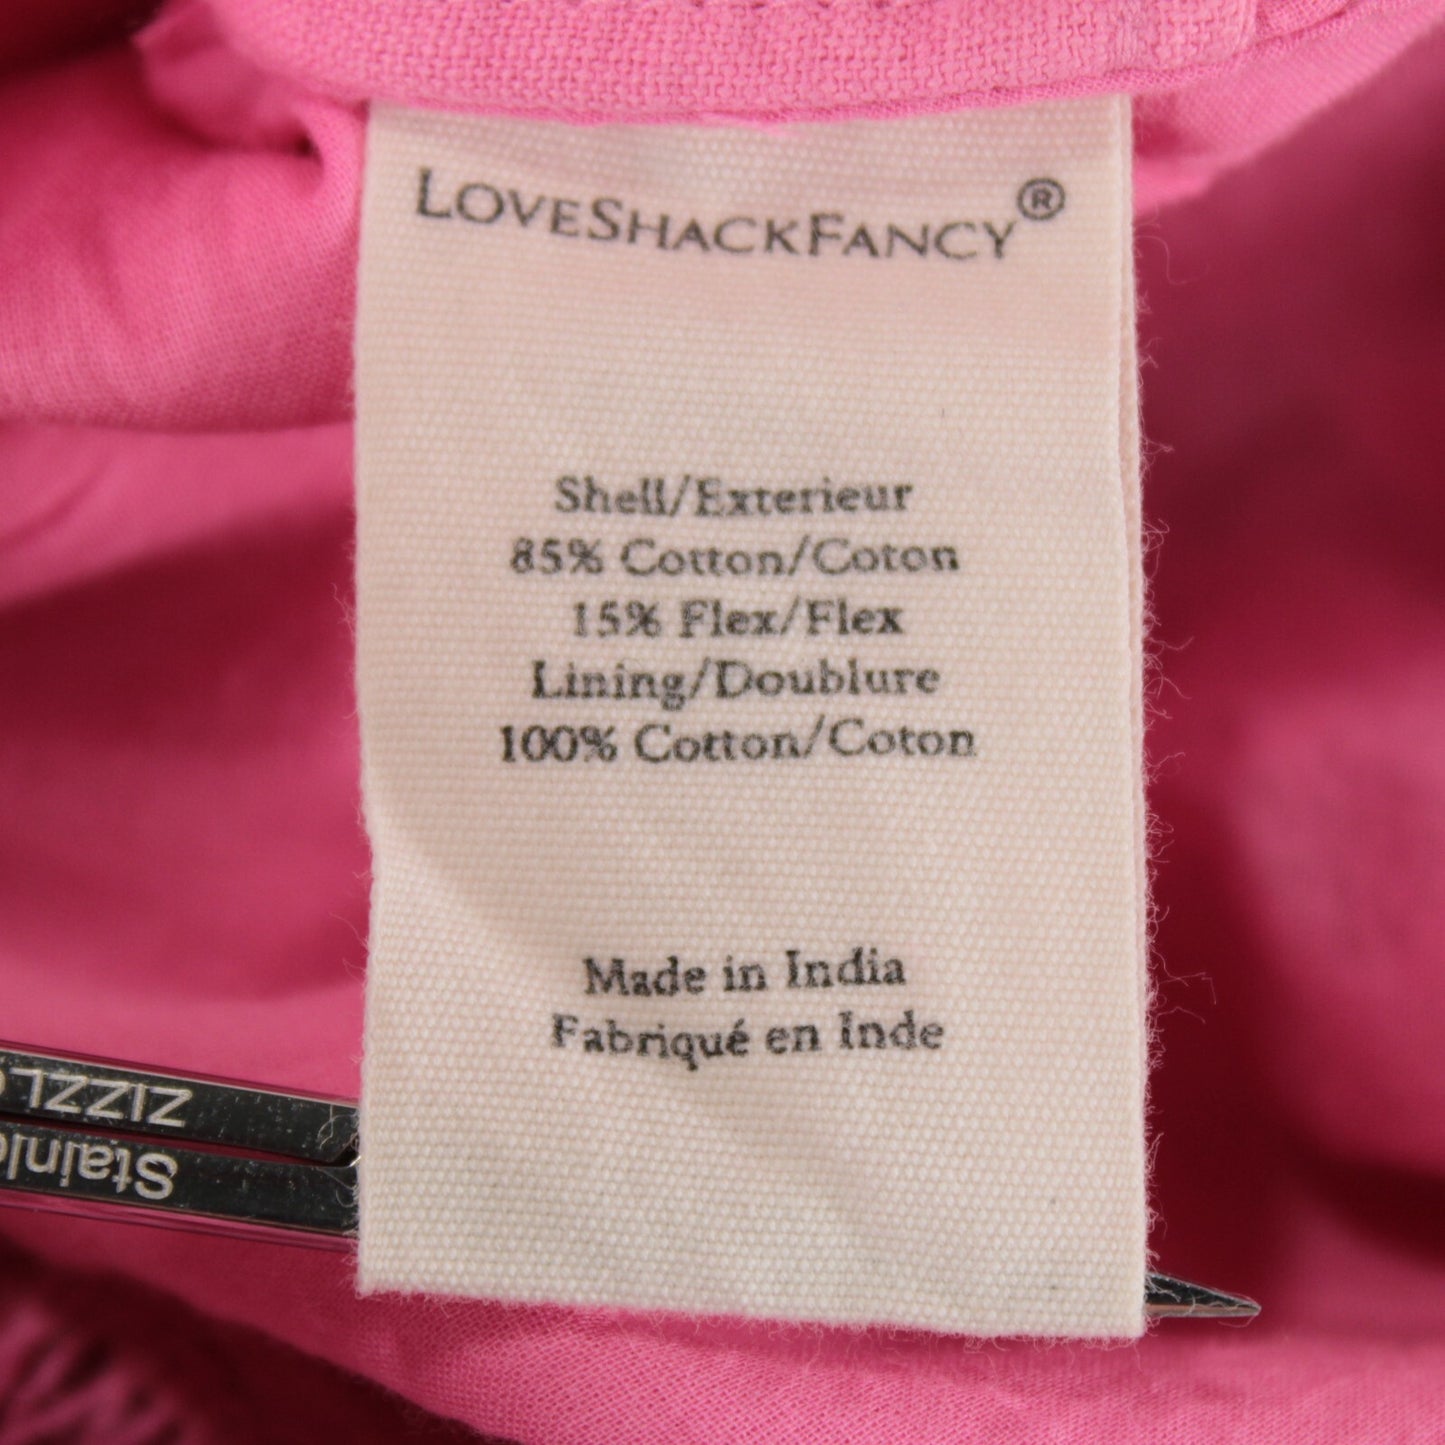 LOVESHACKFANCY®
Shell/Exterieur
85% Cotton/Coton
15% Flex/Flex
Lining/Doublure
100% Cotton/Coton
Made in India
Fabriqué en Inde